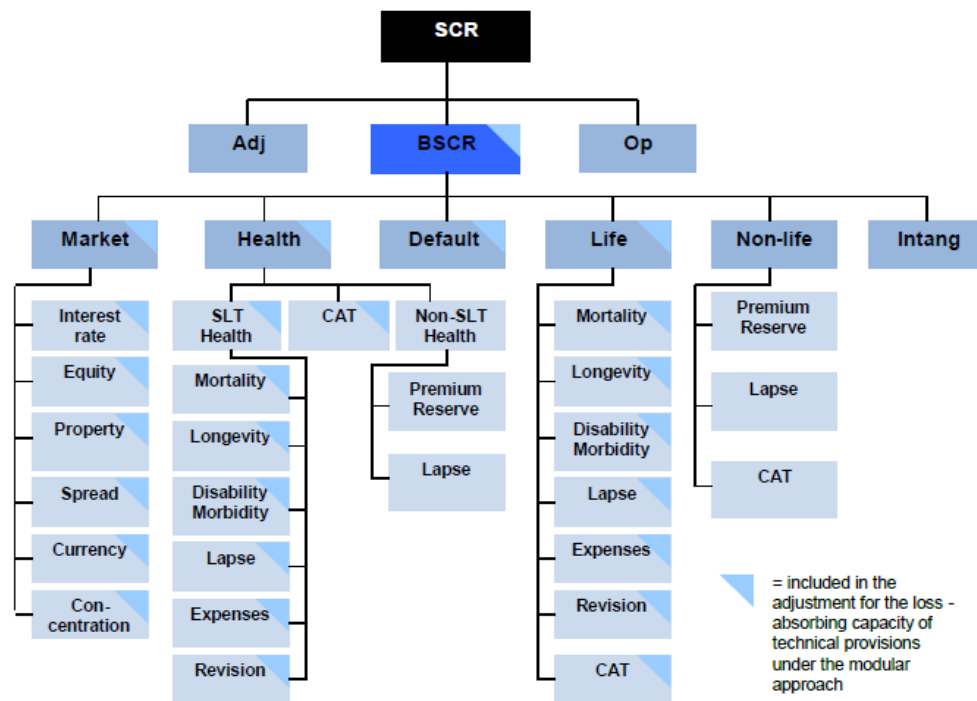 SCR
Adj
BSCR
Op
Market
Health
Default
Life
Non-life
Intang
Interest
rate
Equity
Property
Spread
Currency
Con-
centration
SLT
Health
CAT
Non-SLT
Health
Mortality
Longevity
Disability
Morbidity
Lapse
Expenses
Revision
Premium
Reserve
Lapse
Mortality
Longevity
Disability
Morbidity
Lapse
Expenses
Revision
CAT
Premium
Reserve
Lapse
CAT
= included in the
adjustment for the loss -
absorbing capacity of
technical provisions
under the modular
approach